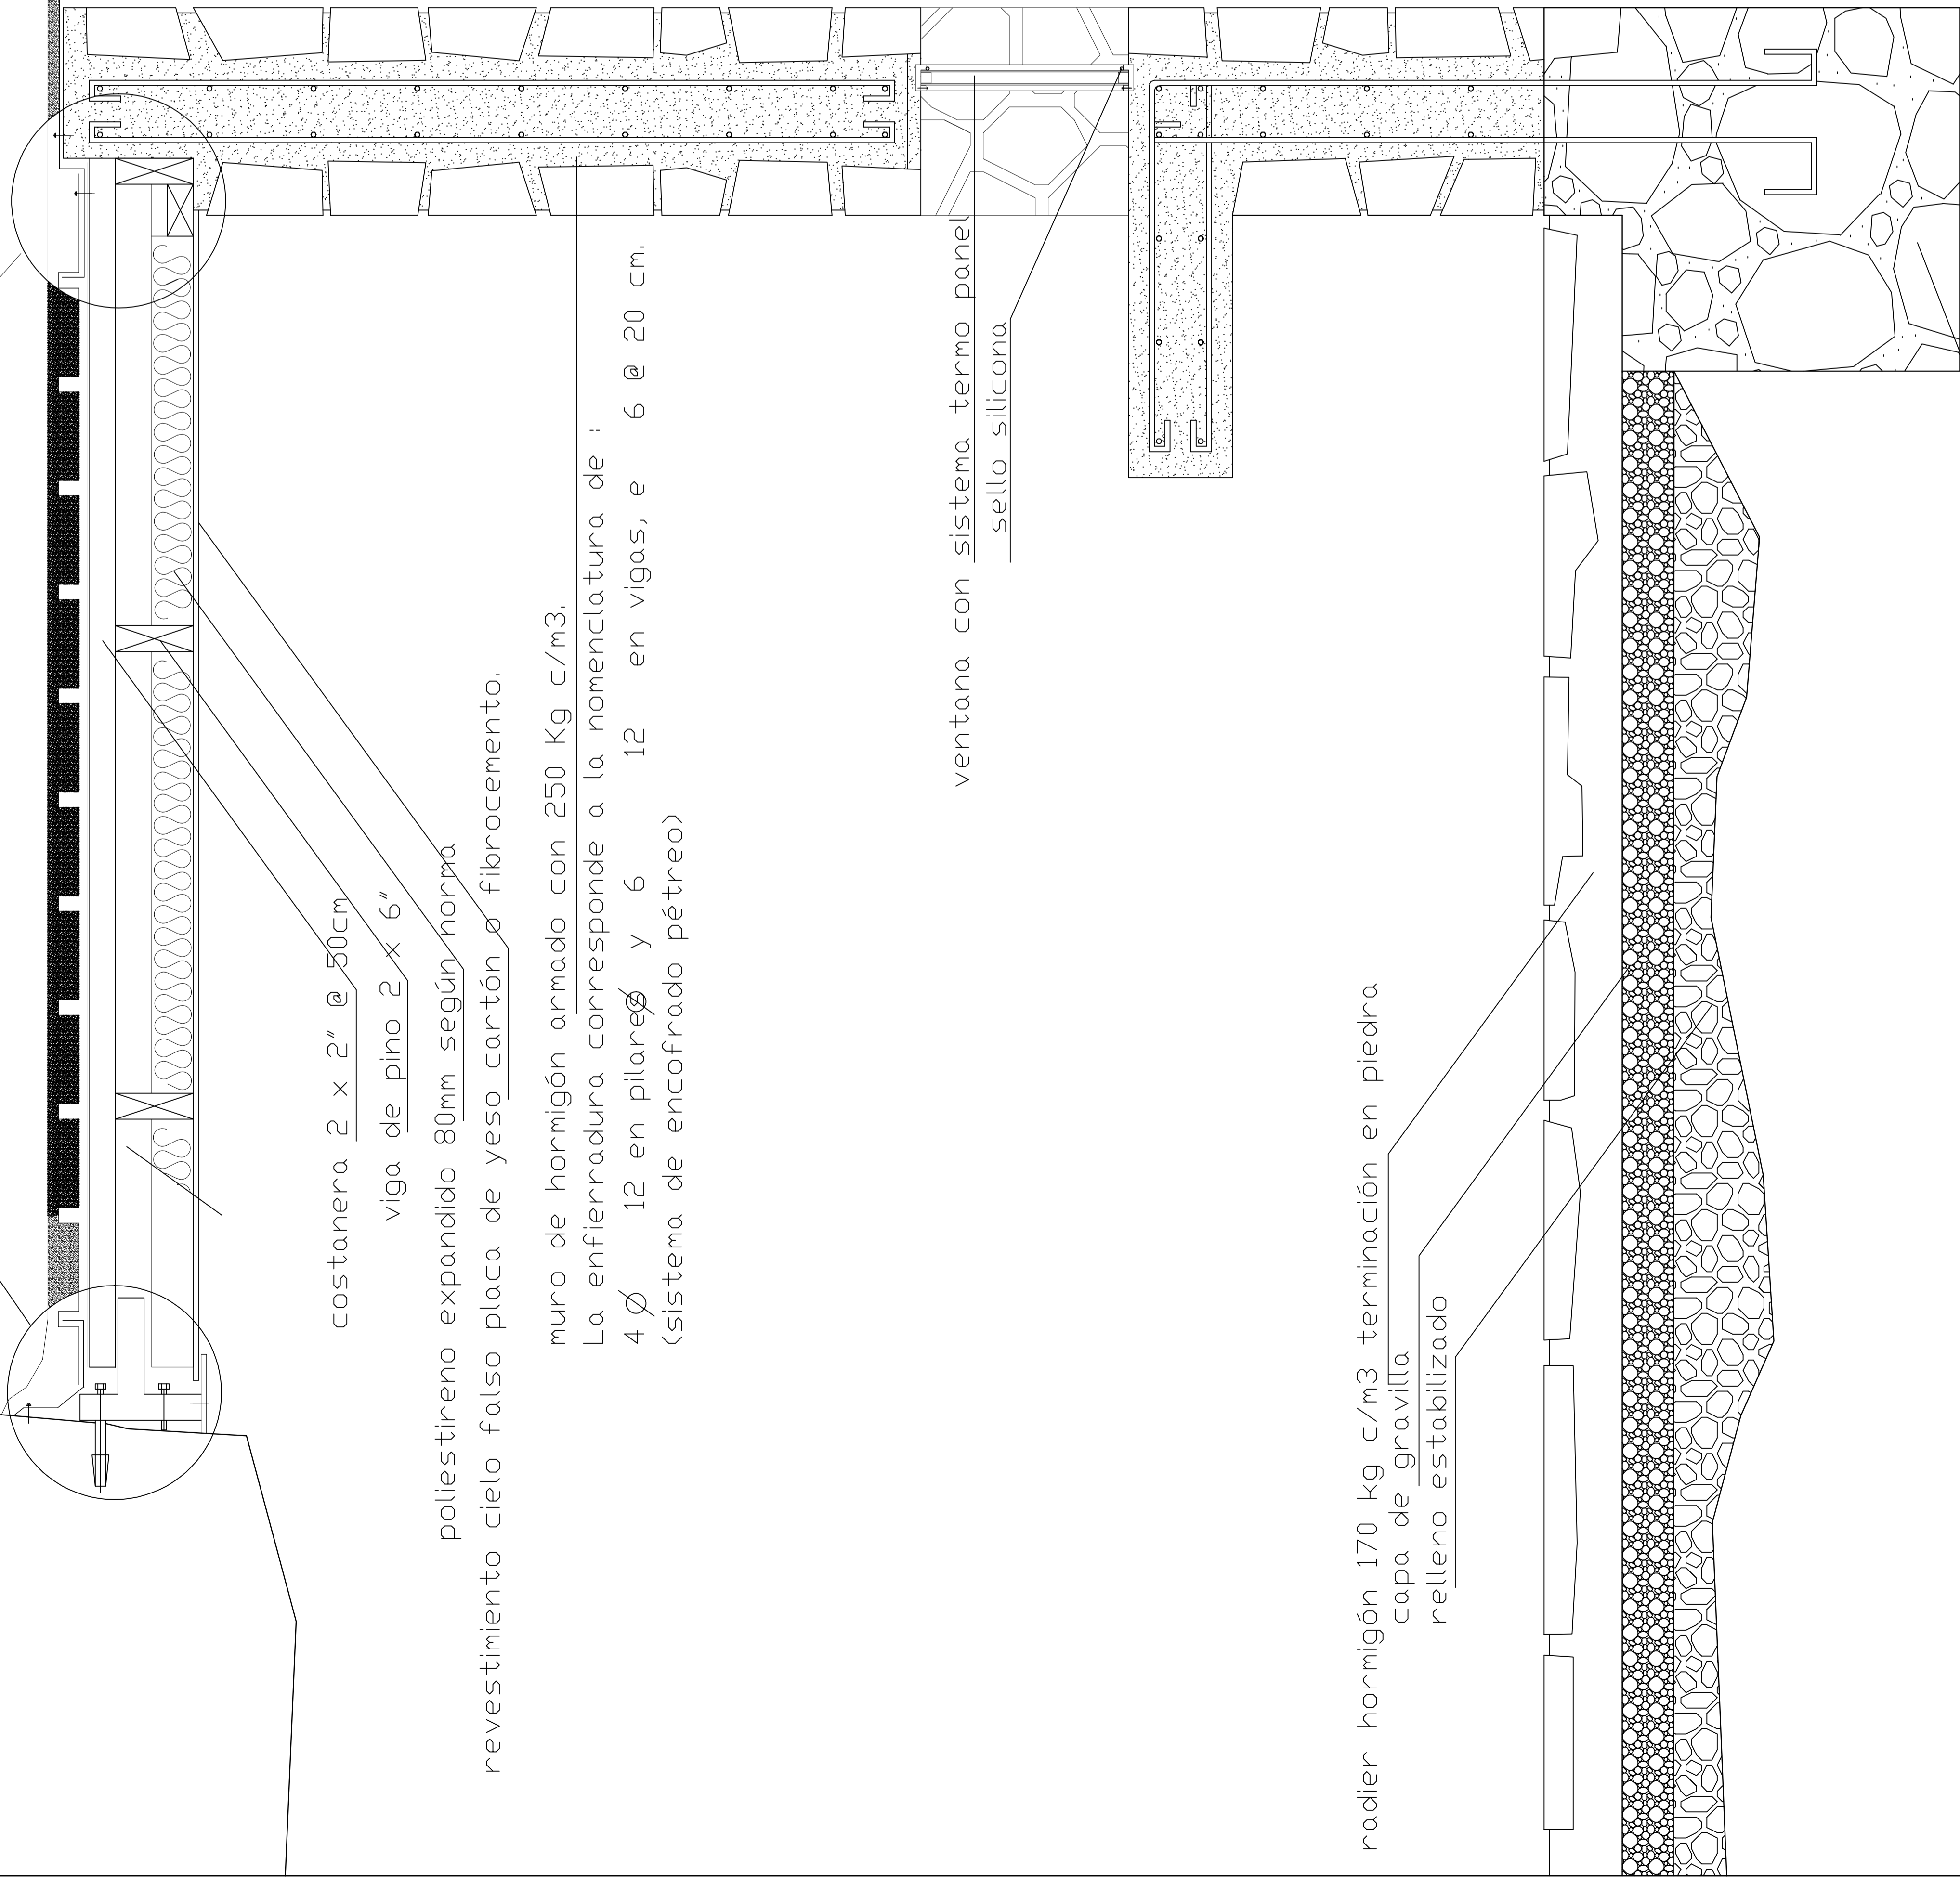 costanera 2 x 2" @ 50cm
viga de pino 2 x 6"
poliestireno expandido 80mm según norma
revestimiento cielo falso placa de yeso cartón o fibrocemento.
muro de hormigón armado con 250 Kg c/m3.
La enfierradura corresponde a la nomenclatura de :
4 Ø 12 en pilares y 6 Ø 12 en vigas, e 6 @ 20 cm.
(sistema de encofrado pétreo)
ventana con sistema termo panel
sello silicona
radier hormigón 170 kg c/m3 terminación en piedra
capa de gravilla
relleno estabilizado